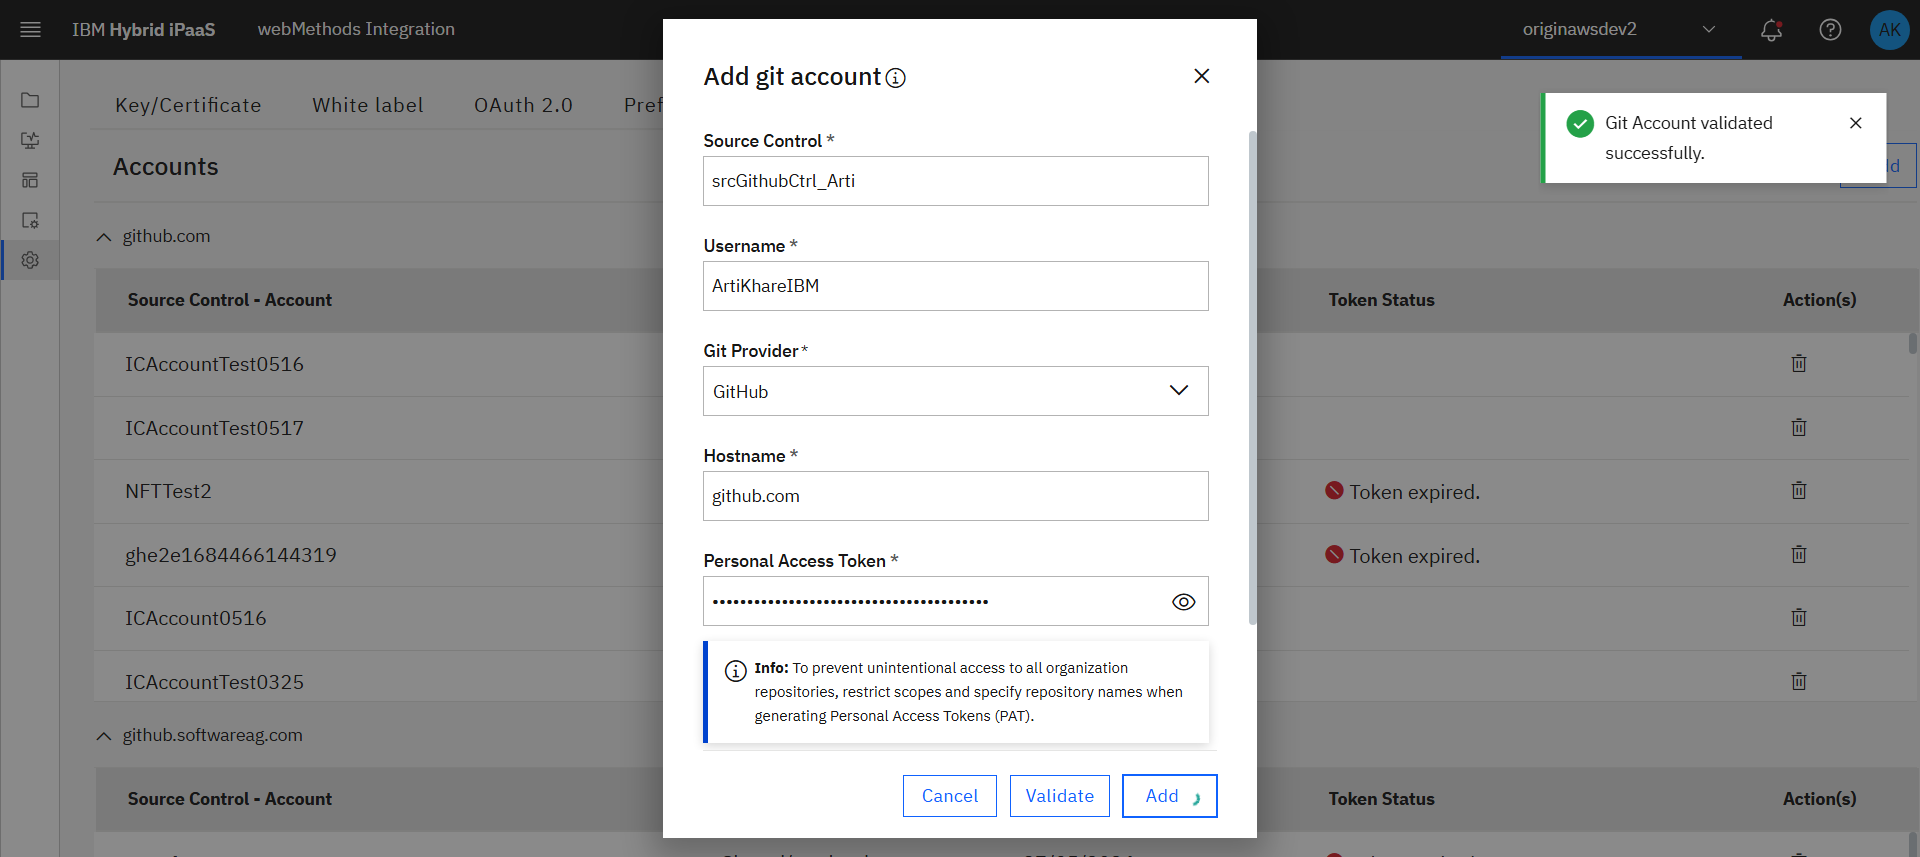 IBM Hybrid iPaaS
webMethods Integration
originawsdev2
AK
Key/Certificate
White label
OAuth 2.0
Pref
Accounts
github.com
Source Control - Account
Token Status
Action(s)
ICAccountTest0516
ICAccountTest0517
NFTTest2
Token expired.
ghe2e1684466144319
Token expired.
ICAccount0516
ICAccountTest0325
github.softwareag.com
Source Control - Account
Token Status
Action(s)
Add git account
Source Control *
srcGithubCtrl_Arti
Username *
ArtiKhareIBM
Git Provider*
GitHub
Hostname *
github.com
Personal Access Token *
••••••••••••••••••••••••••••••••••••••••
Info: To prevent unintentional access to all organization
repositories, restrict scopes and specify repository names when
generating Personal Access Tokens (PAT).
Cancel
Validate
Add
Git Account validated
successfully.